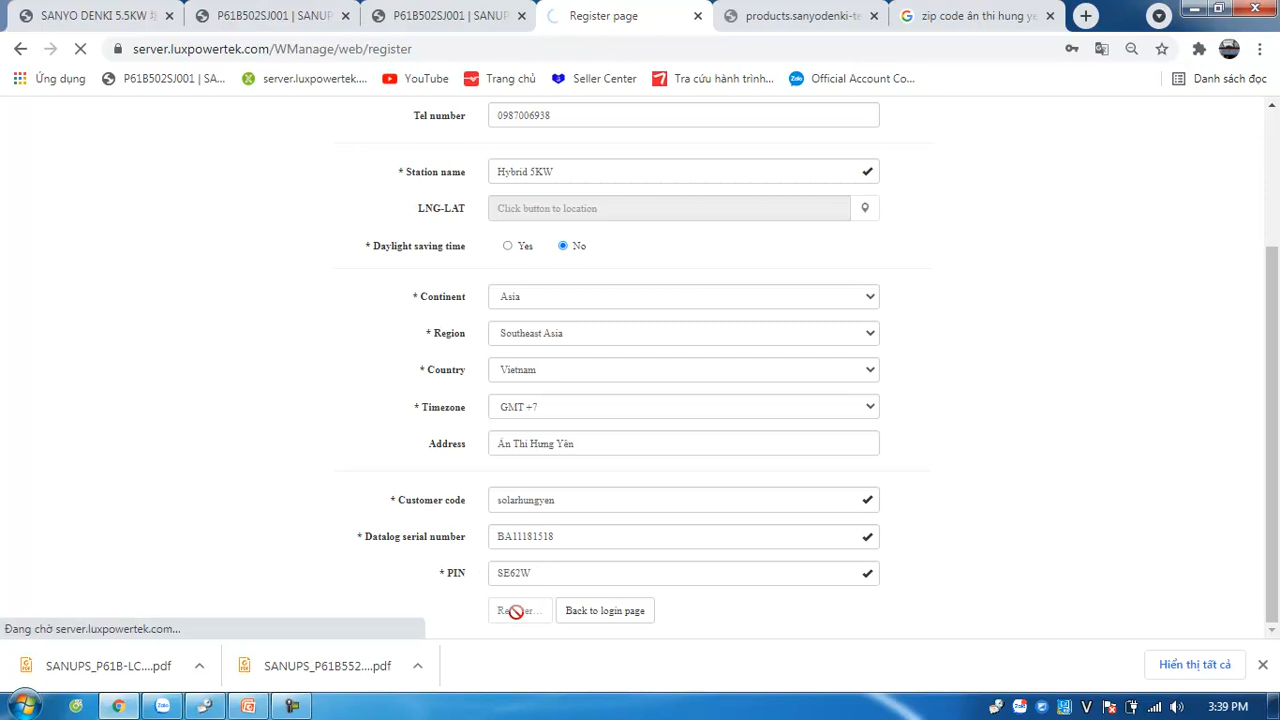 SANYO DENKI 5.5KW
P61B502SJ001 | SANUP
P61B502SJ001 | SANUP
Register page
products.sanyodenki-te
zip code ân thi hung yê
server.luxpowertek.com/WManage/web/register
Ứng dụng
P61B502SJ001 | SA...
server.luxpowertek....
YouTube
Trang chủ
Seller Center
Tra cứu hành trình...
Official Account Co...
Danh sách đọc
Tel number
0987006938
* Station name
Hybrid 5KW
LNG-LAT
Click button to location
* Daylight saving time
Yes
No
* Continent
Asia
* Region
Southeast Asia
* Country
Vietnam
* Timezone
GMT +7
Address
Ân Thi Hưng Yên
* Customer code
solarhungyen
* Datalog serial number
BA11181518
* PIN
SE62W
Back to login page
Đang chờ server.luxpowertek.com...
SANUPS_P61B-LC....pdf
SANUPS_P61B552....pdf
Hiển thị tất cả
3:39 PM